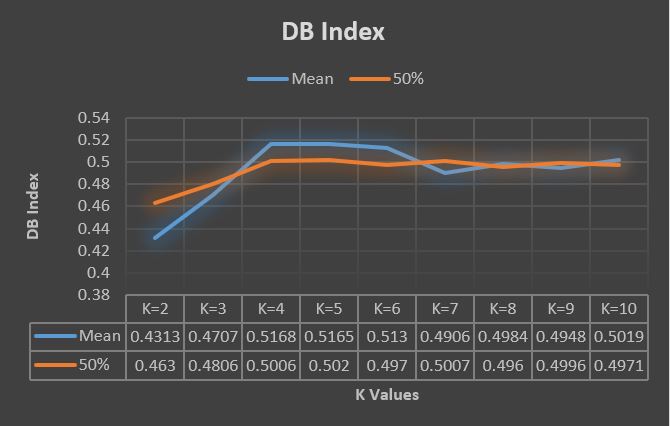 DB Index
Mean 50%
0.54
0.52
0.5
0.48
0.46
0.44
0.42
0.4
0.38
DB Index
K=2 K=3 K=4 K=5 K=6 K=7 K=8 K=9 K=10
Mean 0.4313 0.4707 0.5168 0.5165 0.513 0.4906 0.4984 0.4948 0.5019
50% 0.463 0.4806 0.5006 0.502 0.497 0.5007 0.496 0.4996 0.4971
K Values